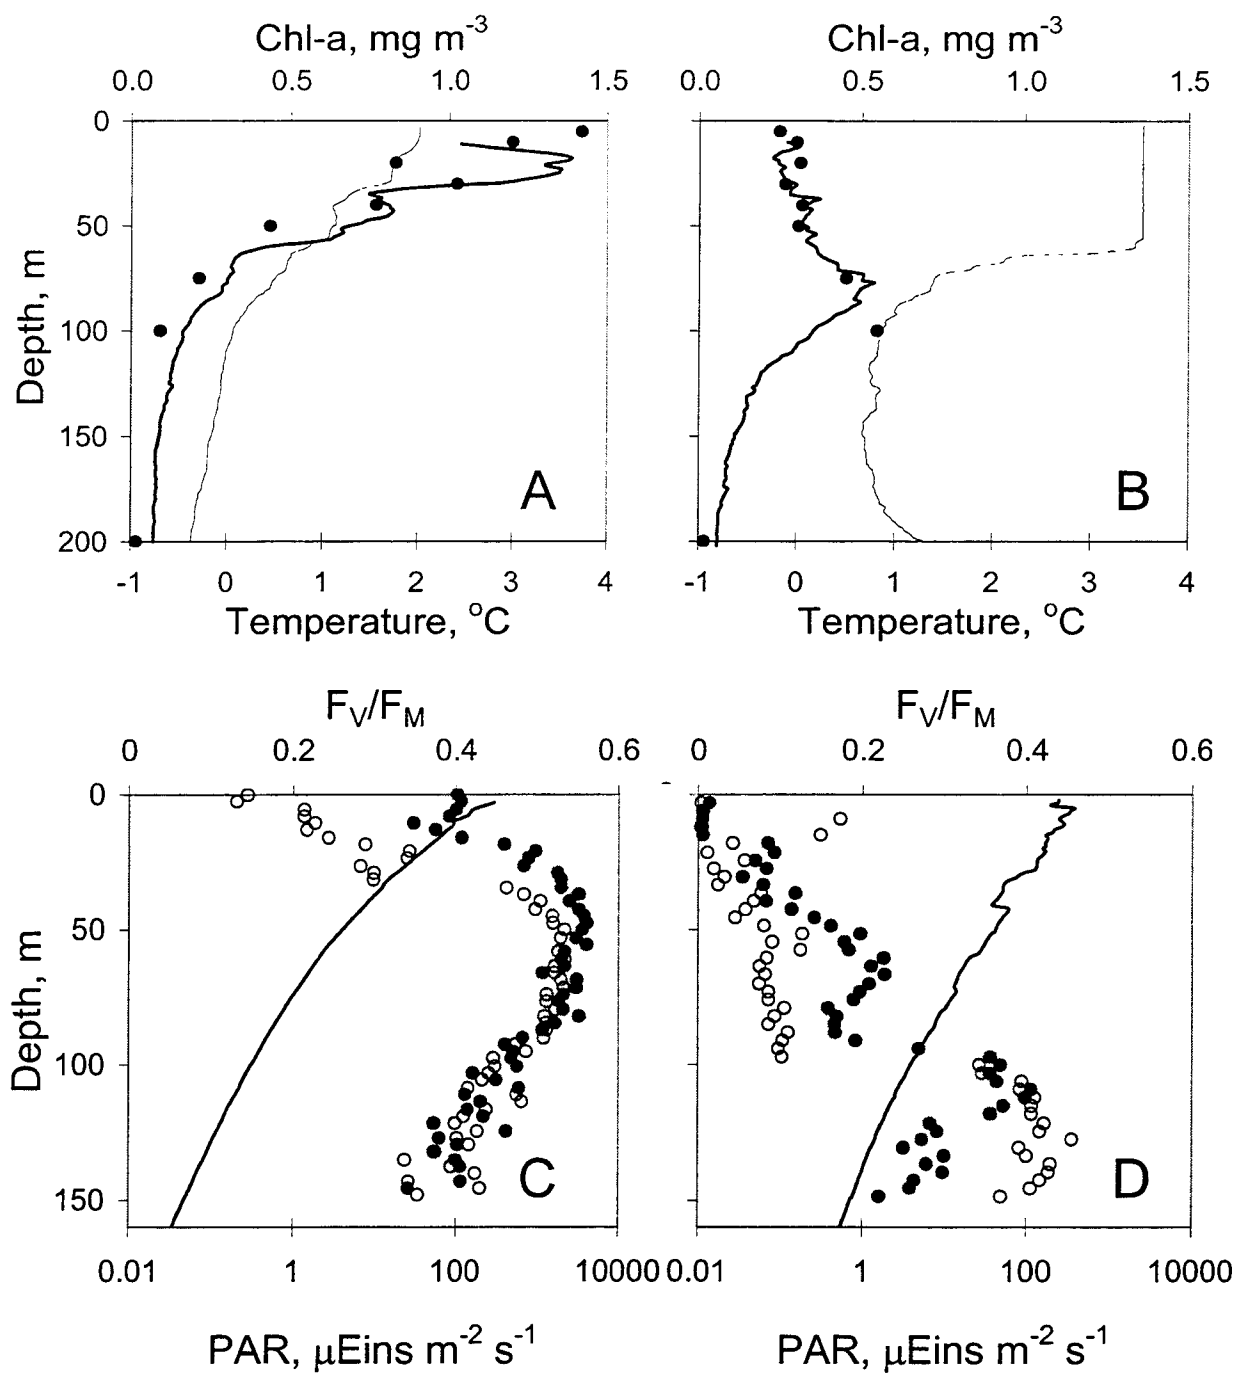 Chl-a, mg m⁻³ Chl-a, mg m⁻³
0.0 0.5 1.0 1.5 0.0 0.5 1.0 1.5
0
50
100
150
200
Depth, m
A B
-1 0 1 2 3 4 -1 0 1 2 3 4
Temperature, °C Temperature, °C
F_V/F_M F_V/F_M
0 0.2 0.4 0.6 0 0.2 0.4 0.6
0
50
100
150
Depth, m
C D
0.01 1 100 10000 0.01 1 100 10000
PAR, μEins m⁻² s⁻¹ PAR, μEins m⁻² s⁻¹